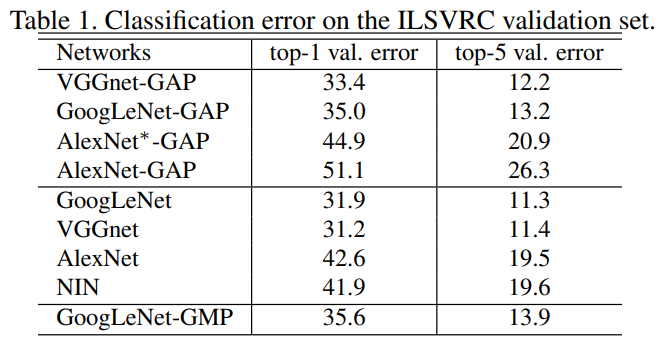 Table 1. Classification error on the ILSVRC validation set.
Networks top-1 val. error top-5 val. error
VGGnet-GAP 33.4 12.2
GoogLeNet-GAP 35.0 13.2
AlexNet*-GAP 44.9 20.9
AlexNet-GAP 51.1 26.3
GoogLeNet 31.9 11.3
VGGnet 31.2 11.4
AlexNet 42.6 19.5
NIN 41.9 19.6
GoogLeNet-GMP 35.6 13.9